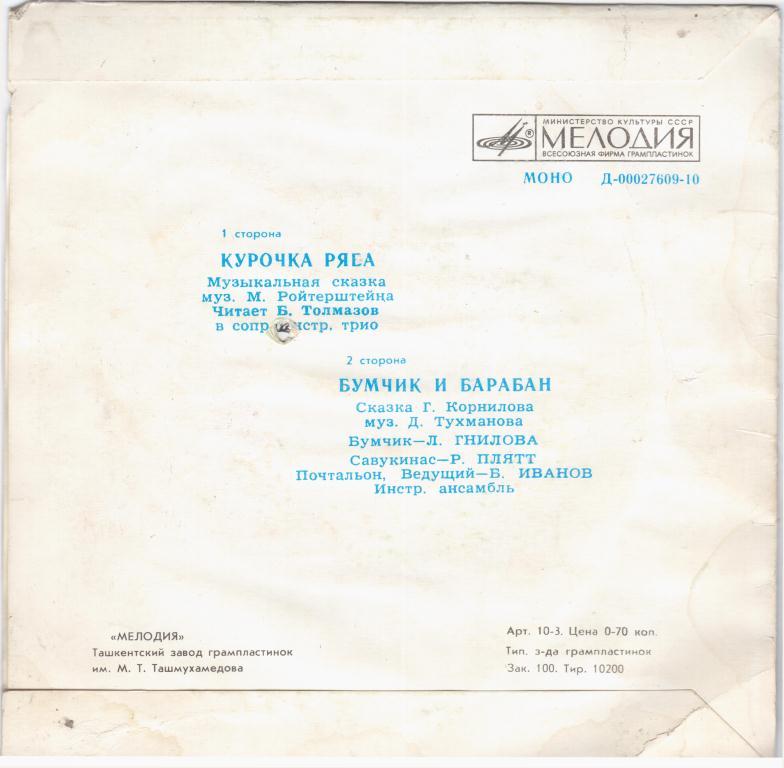 МИНИСТЕРСТВО КУЛЬТУРЫ СССР
МЕЛОДИЯ
ВСЕСОЮЗНАЯ ФИРМА ГРАМПЛАСТИНОК
МОНО Д-00027609-10
1 сторона
КУРОЧКА РЯБА
Музыкальная сказка
муз. М. Ройтерштейна
Читает Б. Толмазов
в трио
2 сторона
БУМЧИК И БАРАБАН
Сказка Г. Корнилова
муз. Д. Тухманова
Бумчик—Л. ГНИЛОВА
Савукинас—Р. ПЛЯТТ
Почтальон, Ведущий—Б. ИВАНОВ
Инстр. ансамбль
«МЕЛОДИЯ»
Ташкентский завод грампластинок
им. М. Т. Ташмухамедова
Арт. 10-3. Цена 0-70 коп.
Тип. з-да грампластинок
Зак. 100. Тир. 10200